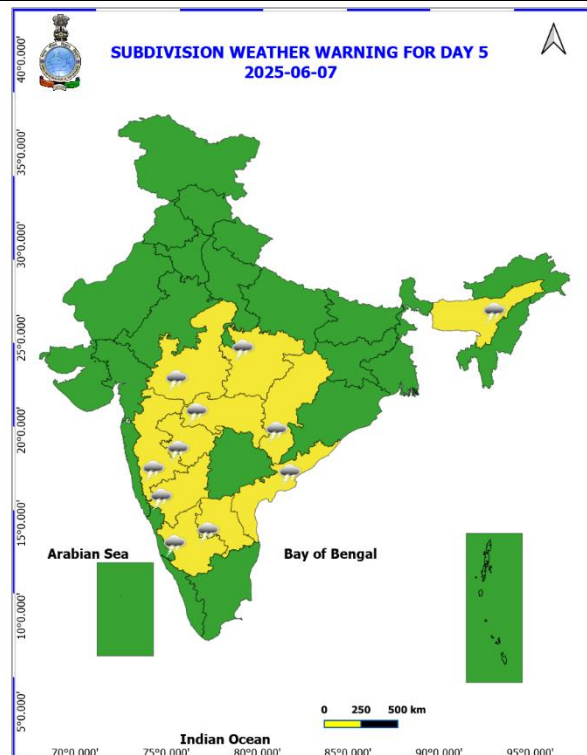 SUBDIVISION WEATHER WARNING FOR DAY 5
2025-06-07
40°0.000'
35°0.000'
30°0.000'
25°0.000'
20°0.000'
15°0.000'
10°0.000'
5°0.000'
Arabian Sea
Bay of Bengal
0 250 500 km
Indian Ocean
70°0.000' 75°0.000' 80°0.000' 85°0.000' 90°0.000' 95°0.000'